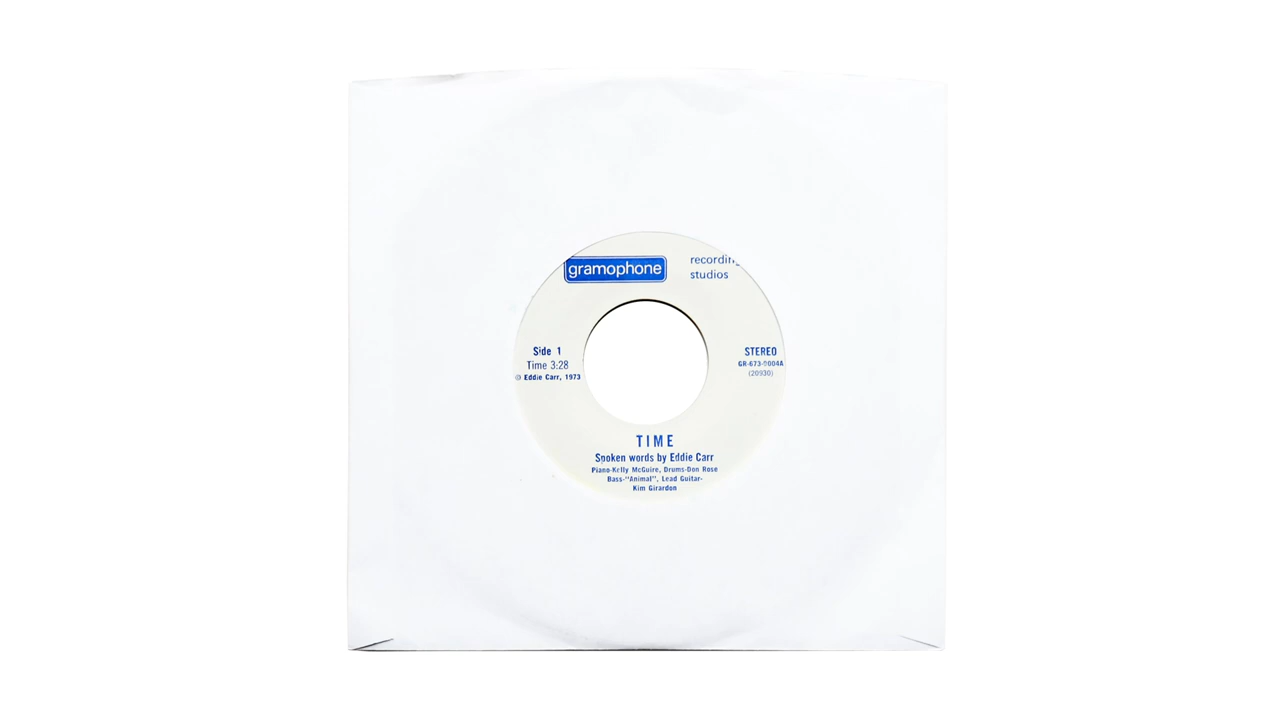 gramophone
recording
studios
Side 1
Time 3:28
© Eddie Carr, 1973
STEREO
GR-673-0004A
(20930)
TIME
Spoken words by Eddie Carr
Piano-Kelly McGuire, Drums-Don Rose
Bass-"Animal", Lead Guitar-
Kim Girardon